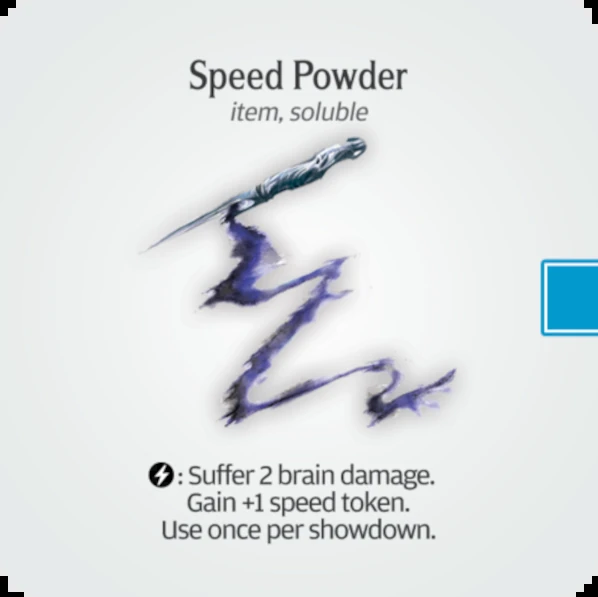 Speed Powder
item, soluble
: Suffer 2 brain damage.
Gain +1 speed token.
Use once per showdown.